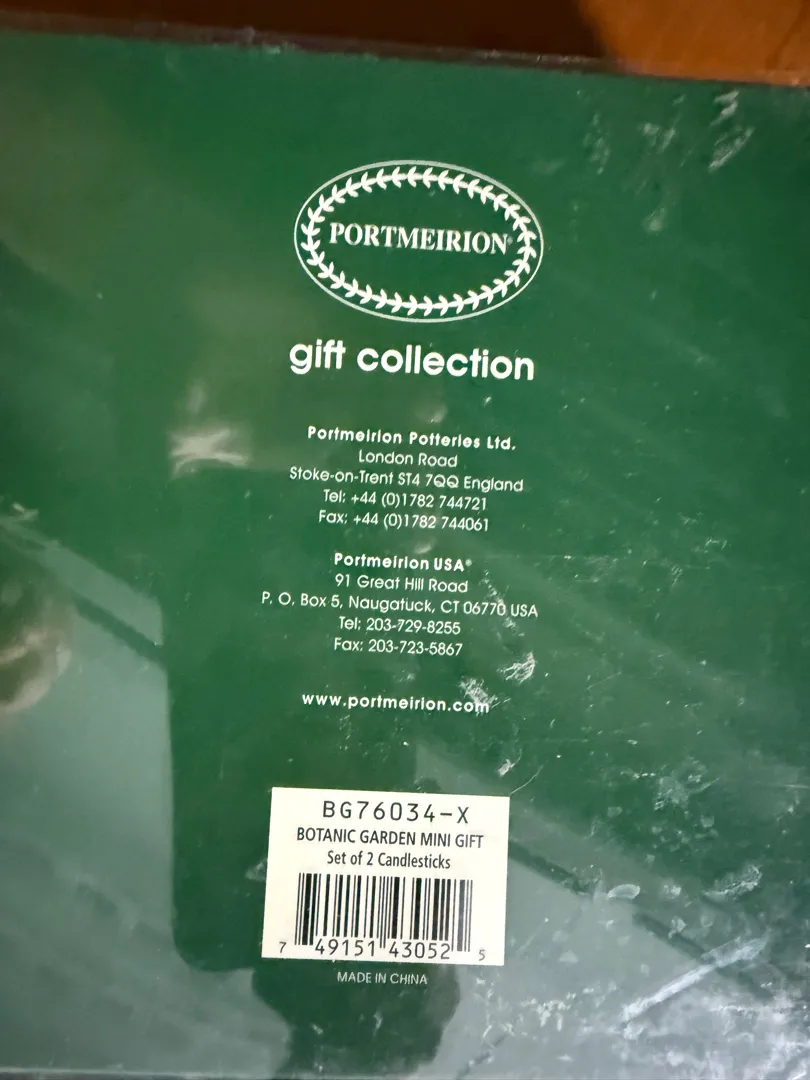 PORTMEIRION®
gift collection
Portmeirion Potteries Ltd.
London Road
Stoke-on-Trent ST4 7QQ England
Tel: +44 (0)1782 744721
Fax: +44 (0)1782 744061
Portmeirion USA®
91 Great Hill Road
P. O. Box 5, Naugatuck, CT 06770 USA
Tel: 203-729-8255
Fax: 203-723-5867
www.portmeirion.com
BG76034-X
BOTANIC GARDEN MINI GIFT
Set of 2 Candlesticks
7 49151 43052 5
MADE IN CHINA